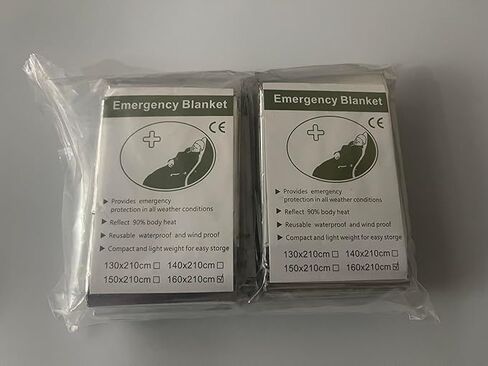 Emergency Blanket
CE
▶ Provides emergency
protection in all weather conditions
▶ Reflect 90% body heat
▶ Reusable waterproof and wind proof
▶ Compact and light weight for easy storge
130x210cm☐ 140x210cm☐
150x210cm☐ 160x210cm☑
Emergency Blanket
CE
▶ Provides emergency
protection in all weather conditions
▶ Reflect 90% body heat
▶ Reusable waterproof and wind proof
▶ Compact and light weight for easy storge
130x210cm☐ 140x210cm☐
150x210cm☐ 160x210cm☑